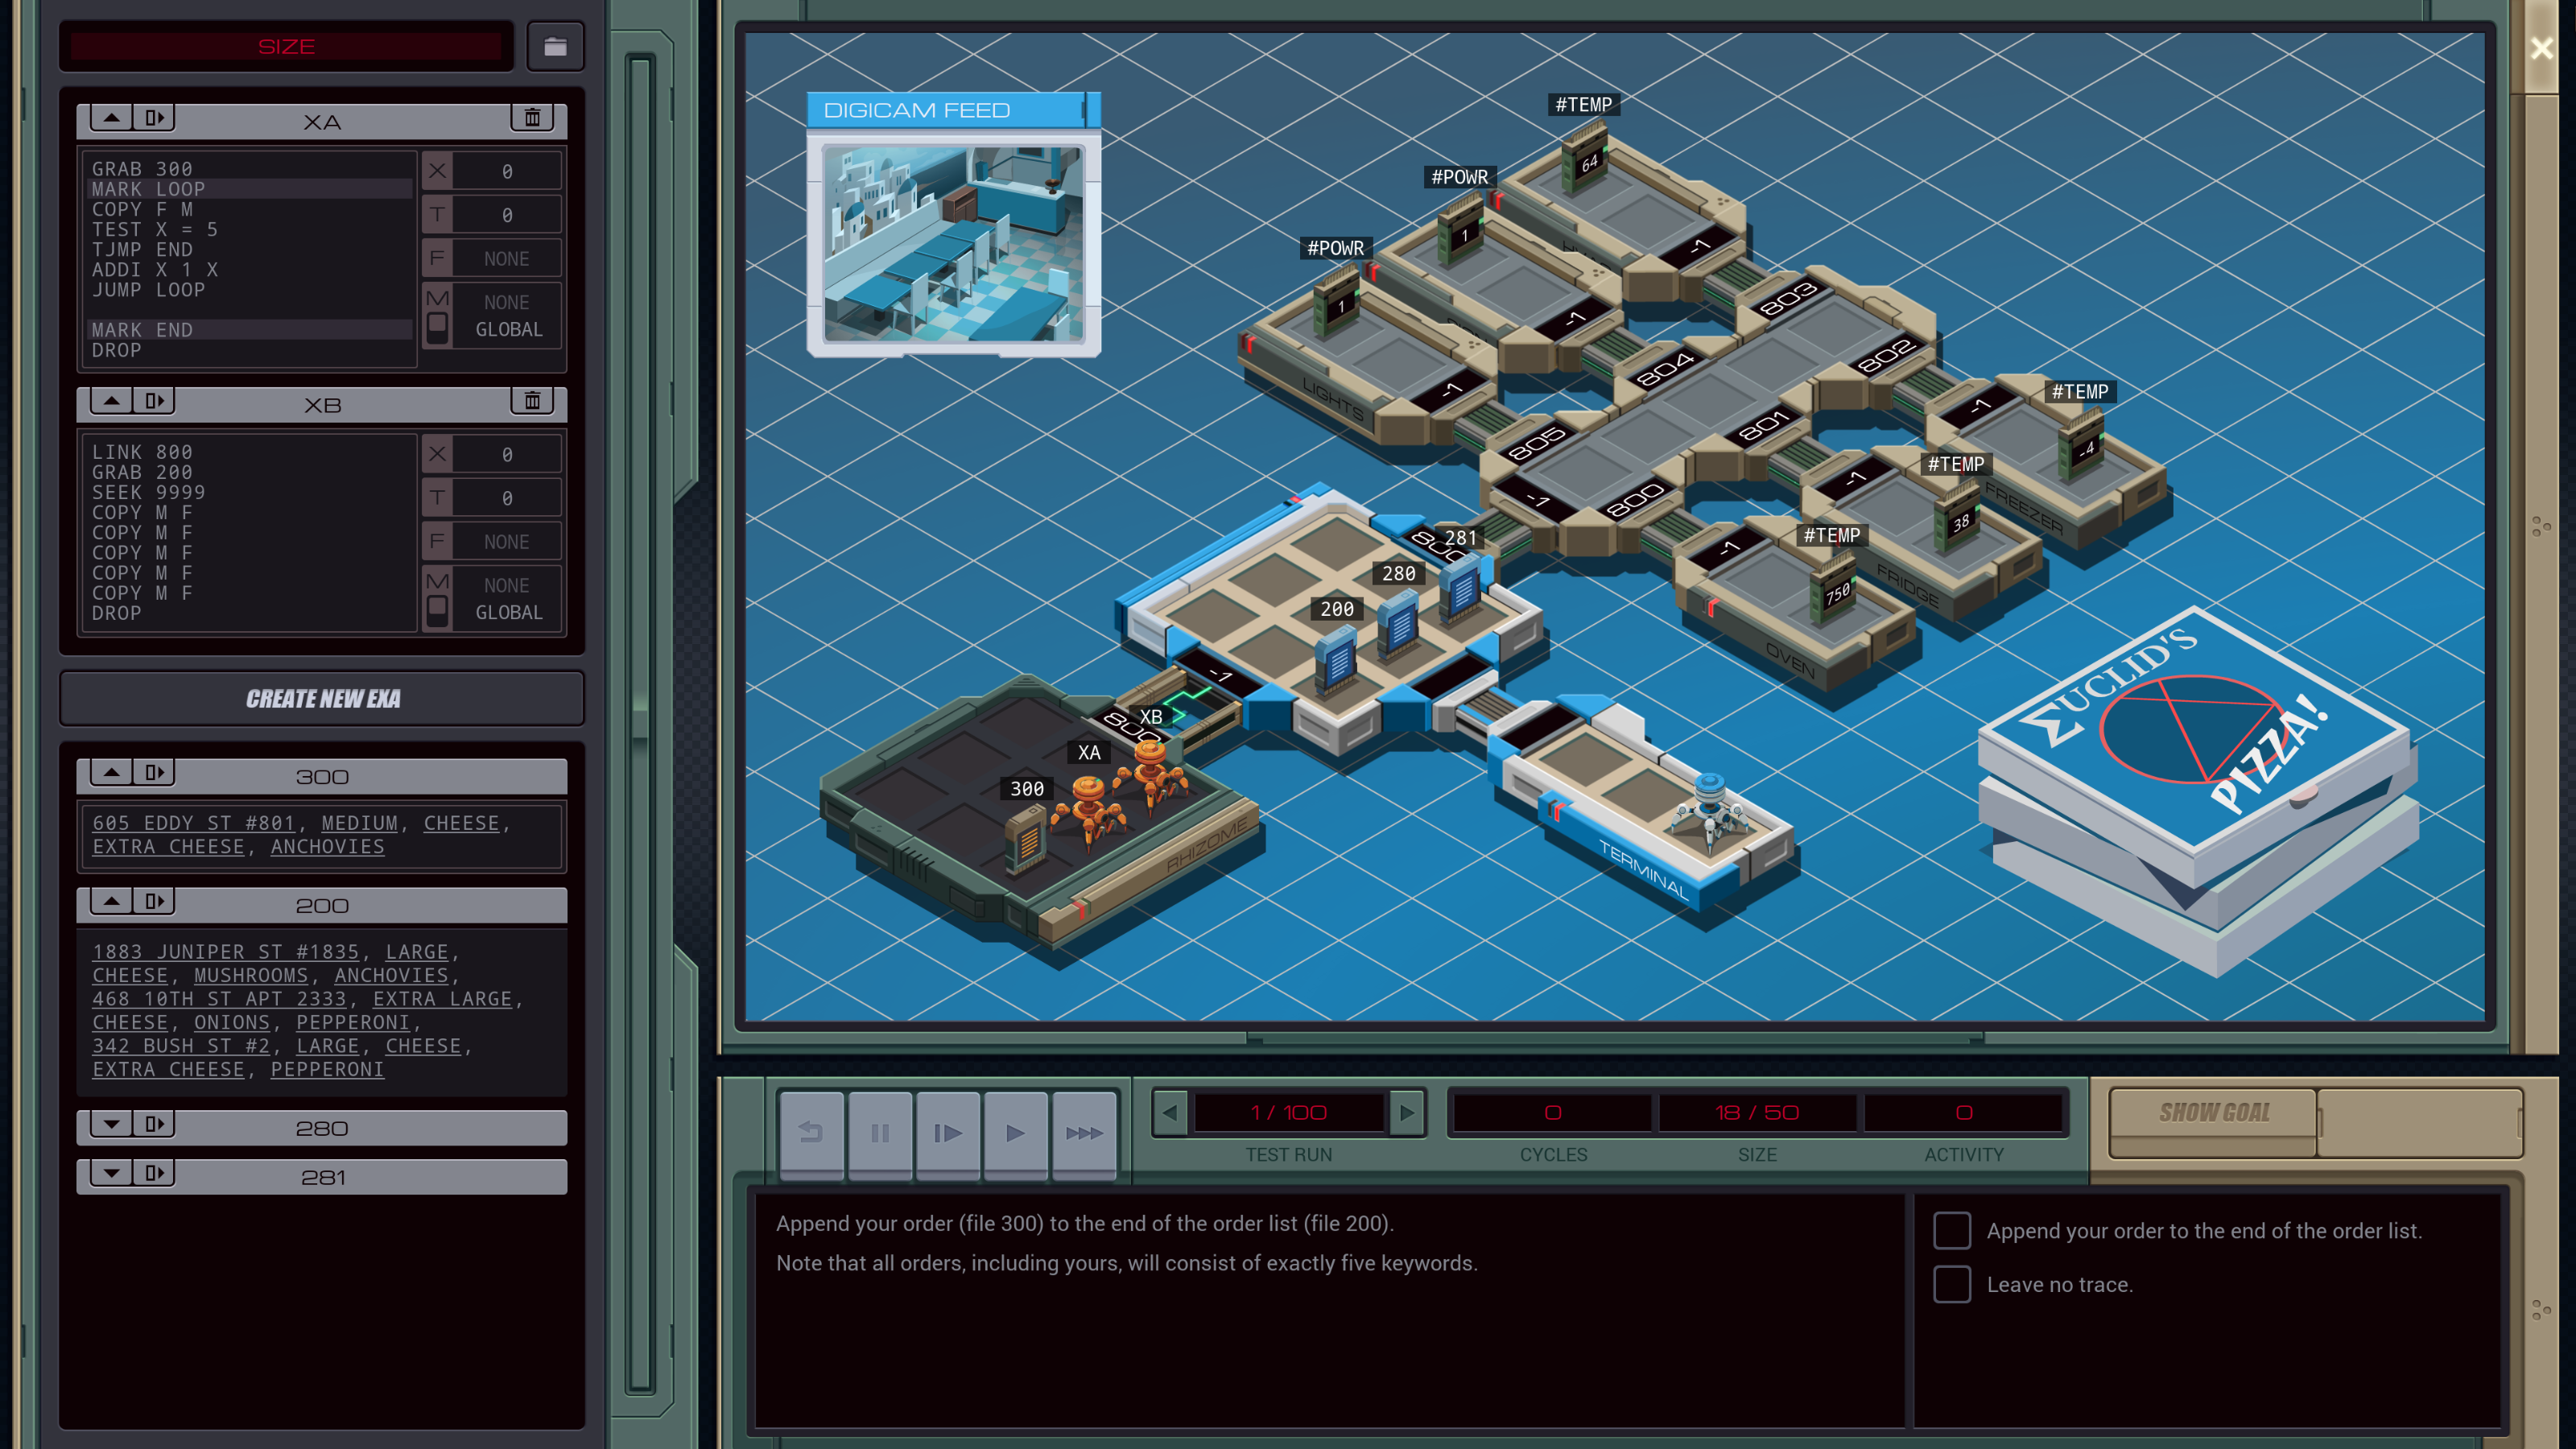 SIZE
XA
GRAB 300
MARK LOOP
COPY F M
TEST X = 5
TJMP END
ADDI X 1 X
JUMP LOOP
MARK END
DROP
X 0
T 0
F NONE
M NONE
GLOBAL
XB
LINK 800
GRAB 200
SEEK 9999
COPY M F
COPY M F
COPY M F
COPY M F
COPY M F
DROP
X 0
T 0
F NONE
M NONE
GLOBAL
CREATE NEW EXA
300
605 EDDY ST #801, MEDIUM, CHEESE,
EXTRA CHEESE, ANCHOVIES
200
1883 JUNIPER ST #1835, LARGE,
CHEESE, MUSHROOMS, ANCHOVIES,
468 10TH ST APT 2333, EXTRA LARGE,
CHEESE, ONIONS, PEPPERONI,
342 BUSH ST #2, LARGE, CHEESE,
EXTRA CHEESE, PEPPERONI
280
281
DIGICAM FEED
#TEMP
64
#POWR
1
-1
803
#POWR
1
-1
804
802
-1
#TEMP
-4
FREEZER
LIGHTS
-1
805
801
-1
#TEMP
38
FRIDGE
-1
800
-1
#TEMP
750
OVEN
800
281
280
200
-1
800
XB
XA
300
RHIZOME
TERMINAL
ΣUCLID'S
PIZZA!
1 / 100
TEST RUN
0
CYCLES
18 / 50
SIZE
0
ACTIVITY
SHOW GOAL
Append your order (file 300) to the end of the order list (file 200).
Note that all orders, including yours, will consist of exactly five keywords.
Append your order to the end of the order list.
Leave no trace.